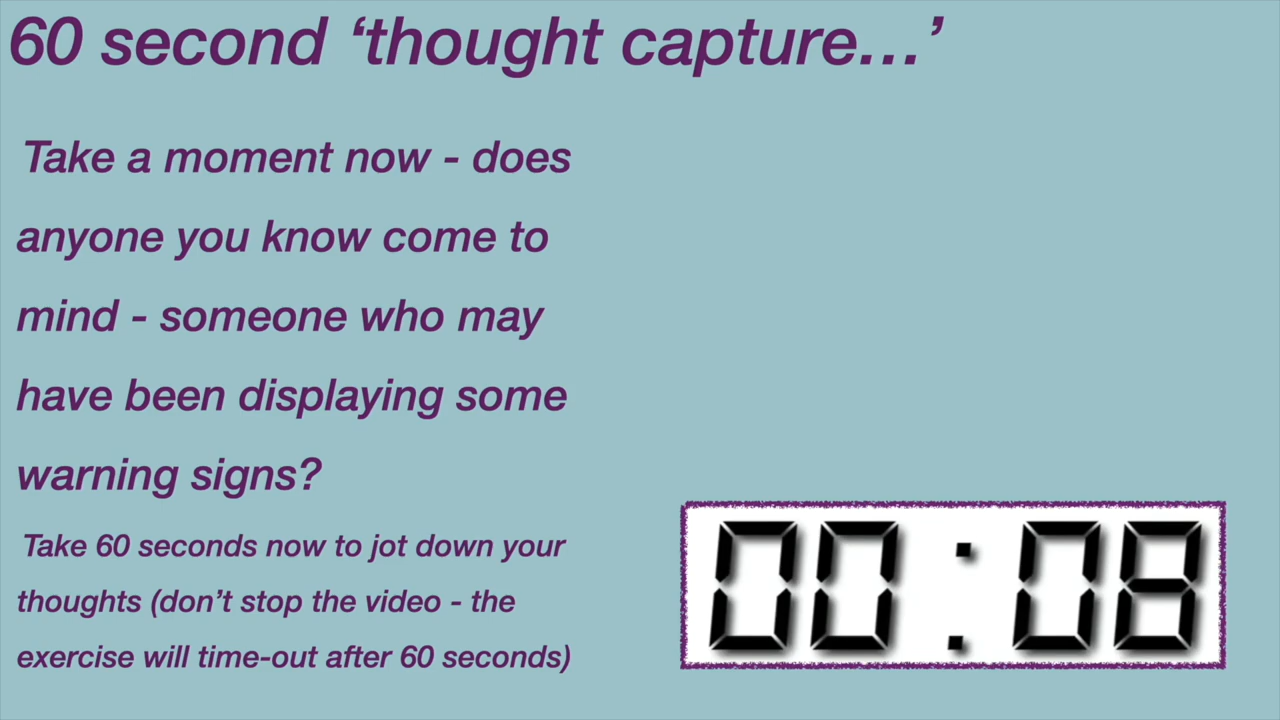 60 second ‘thought capture…’
Take a moment now - does
anyone you know come to
mind - someone who may
have been displaying some
warning signs?
Take 60 seconds now to jot down your
thoughts (don’t stop the video - the
exercise will time-out after 60 seconds)
00:08